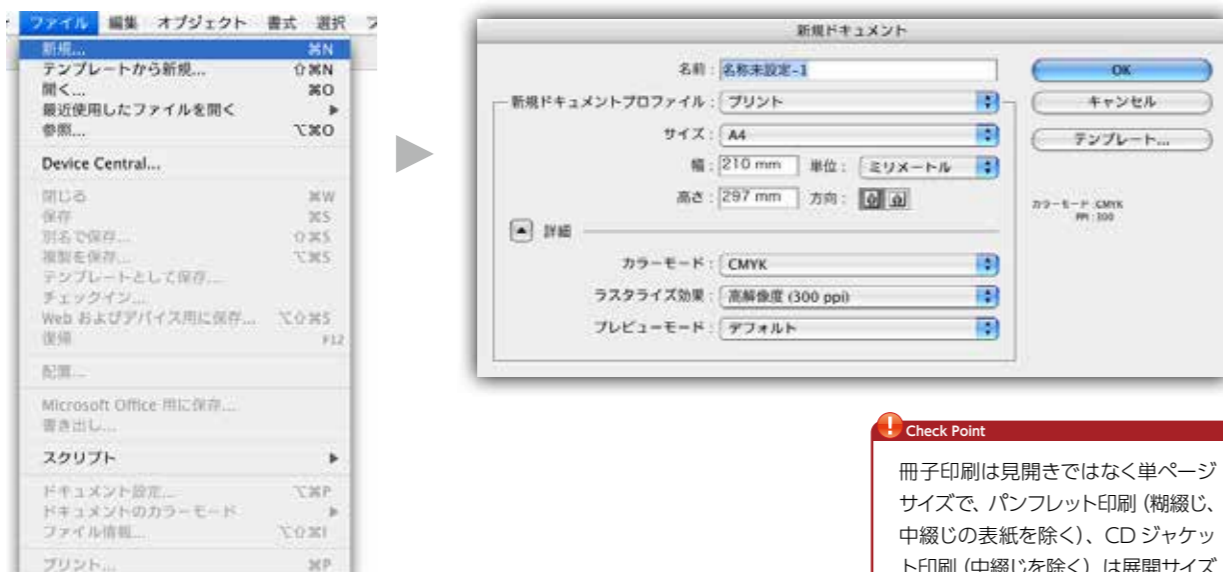 ファイル 編集 オブジェクト 書式 選択
新規... ⌘N
テンプレートから新規... ⇧⌘N
開く... ⌘O
最近使用したファイルを開く ▶
参照... ⌥⌘O
Device Central...
閉じる ⌘W
保存 ⌘S
別名で保存... ⇧⌘S
複製を保存... ⌥⌘S
テンプレートとして保存...
チェックイン...
Web およびデバイス用に保存... ⌥⇧⌘S
復帰 F12
配置...
Microsoft Office 用に保存...
書き出し...
スクリプト ▶
ドキュメント設定... ⌥⌘P
ドキュメントのカラーモード ▶
ファイル情報... ⌥⇧⌘I
プリント... ⌘P
新規ドキュメント
名前 : 名称未設定-1
新規ドキュメントプロファイル : プリント
サイズ : A4
幅 : 210 mm 単位 : ミリメートル
高さ : 297 mm 方向 :
詳細
カラーモード : CMYK
ラスタライズ効果 : 高解像度 (300 ppi)
プレビューモード : デフォルト
OK
キャンセル
テンプレート...
カラーモード :CMYK
PPI :300
Check Point
冊子印刷は見開きではなく単ページ
サイズで、パンフレット印刷（糊綴じ、
中綴じの表紙を除く）、CD ジャケッ
ト印刷（中綴じを除く）は展開サイズ